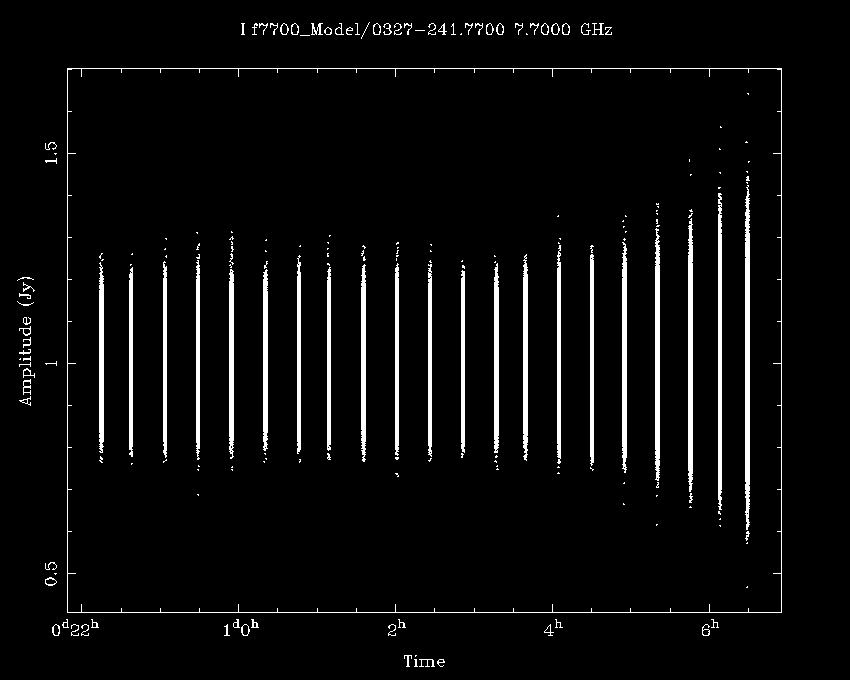 I f7700_Model/0327-241.7700 7.7000 GHz
Amplitude (Jy)
1.5
1
0.5
0ᵈ22ʰ 1ᵈ0ʰ 2ʰ 4ʰ 6ʰ
Time